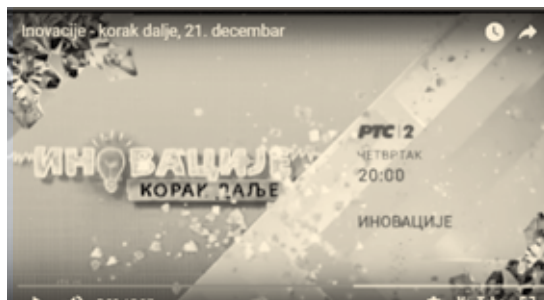 Inovacije - korak dalje, 21. decembar
ИНОВАЦИЈЕ
КОРАК ДАЉЕ
РТС 2
ЧЕТВРТАК
20:00
ИНОВАЦИЈЕ